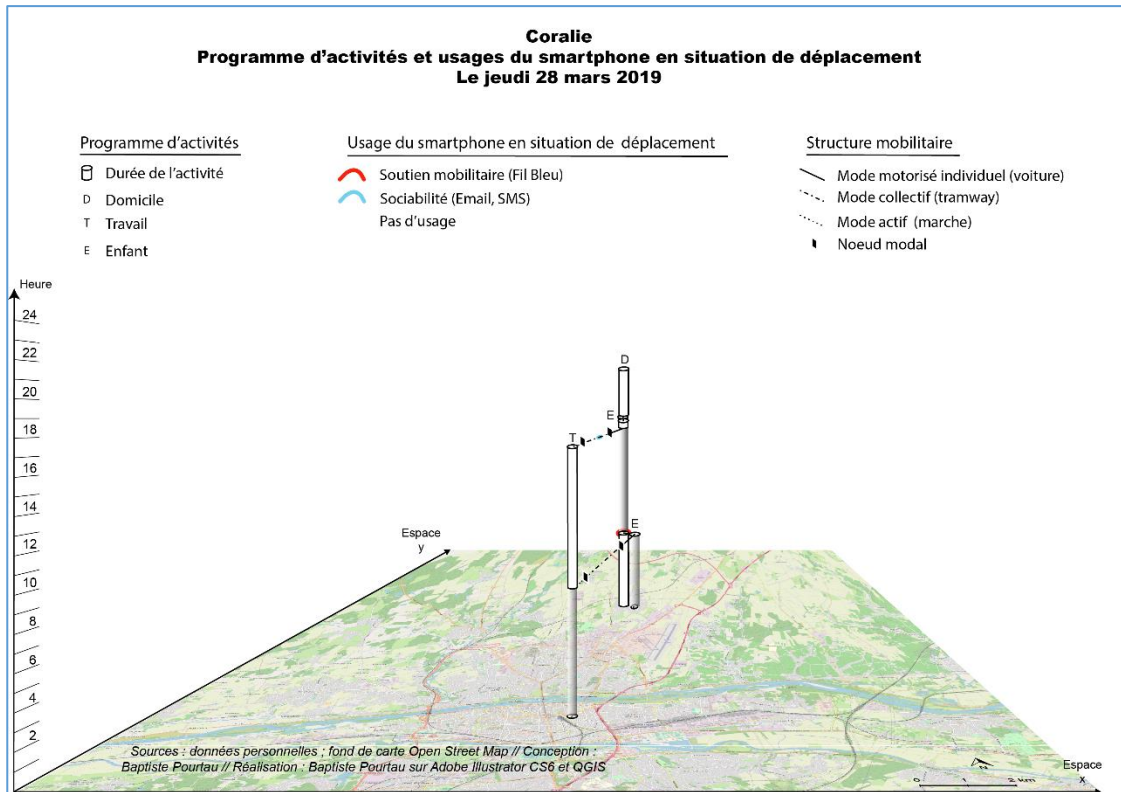 Coralie
Programme d'activités et usages du smartphone en situation de déplacement
Le jeudi 28 mars 2019
Programme d'activités
Durée de l'activité
D Domicile
T Travail
E Enfant
Usage du smartphone en situation de déplacement
Soutien mobilitaire (Fil Bleu)
Sociabilité (Email, SMS)
Pas d'usage
Structure mobilitaire
Mode motorisé individuel (voiture)
Mode collectif (tramway)
Mode actif (marche)
Noeud modal
Heure
24
22
20
18
16
14
12
10
8
6
4
2
D
E
T
E
Espace
y
Sources : données personnelles ; fond de carte Open Street Map // Conception :
Baptiste Pourtau // Réalisation : Baptiste Pourtau sur Adobe Illustrator CS6 et QGIS
N
0 1 2 km
Espace
x